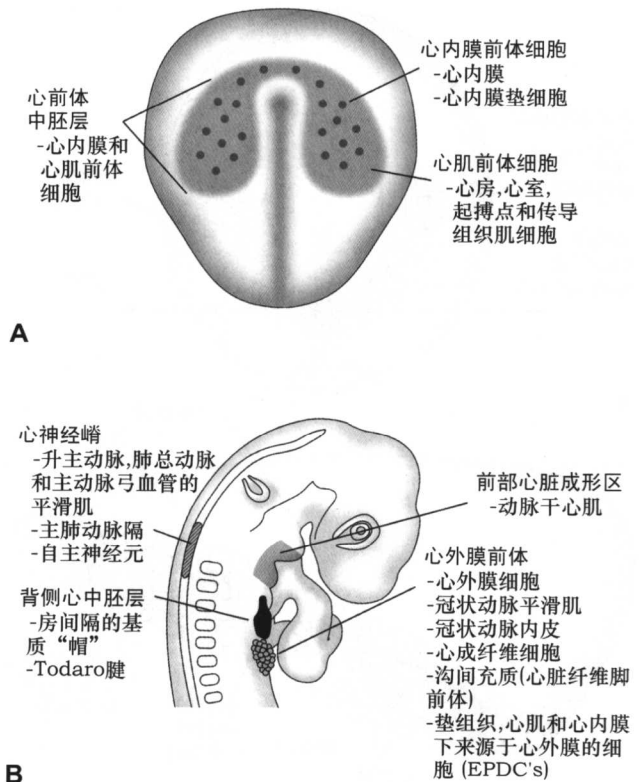 心前体
中胚层
-心内膜和
心肌前体
细胞
心内膜前体细胞
-心内膜
-心内膜垫细胞
心肌前体细胞
-心房,心室,
起搏点和传导
组织肌细胞
A
心神经嵴
-升主动脉,肺总动脉
和主动脉弓血管的
平滑肌
-主肺动脉隔
-自主神经元
背侧心中胚层
-房间隔的基
质“帽”
-Todaro腱
前部心脏成形区
-动脉干心肌
心外膜前体
-心外膜细胞
-冠状动脉平滑肌
-冠状动脉内皮
-心成纤维细胞
-沟间充质(心脏纤维脚
前体)
-垫组织,心肌和心内膜
下来源于心外膜的细
胞 (EPDC's)
B